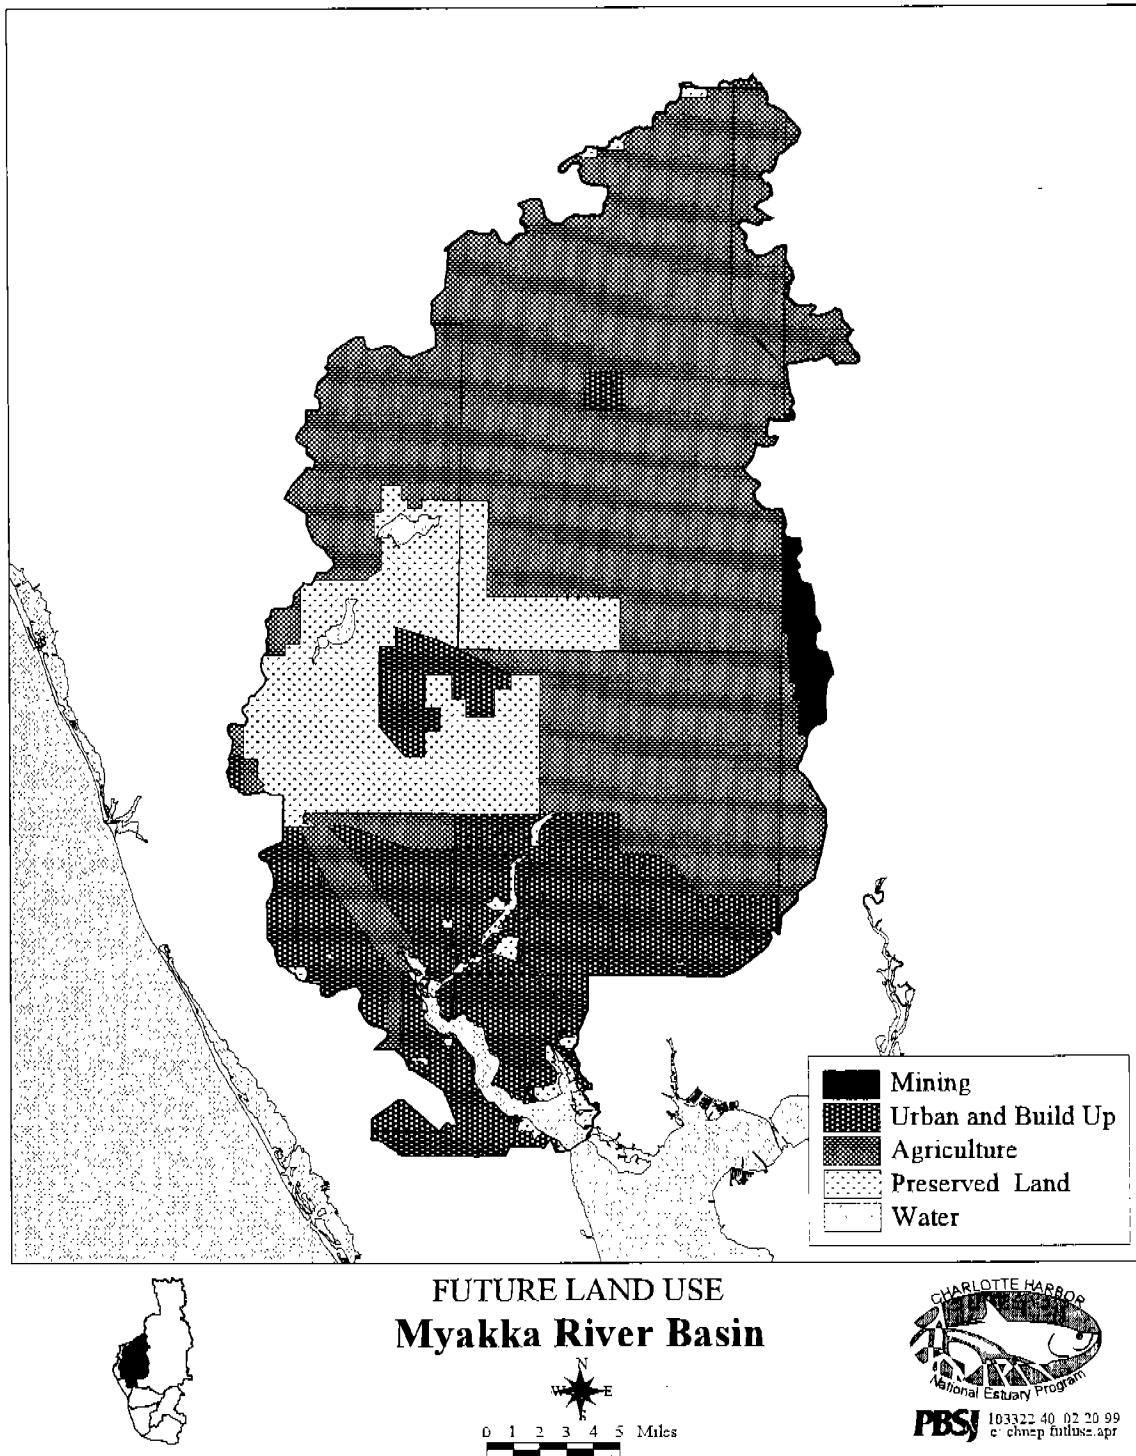 Mining
Urban and Build Up
Agriculture
Preserved Land
Water
FUTURE LAND USE
Myakka River Basin
N
W E
S
0 1 2 3 4 5 Miles
CHARLOTTE HARBOR
National Estuary Program
PBSJ
103322.40 02 20 99